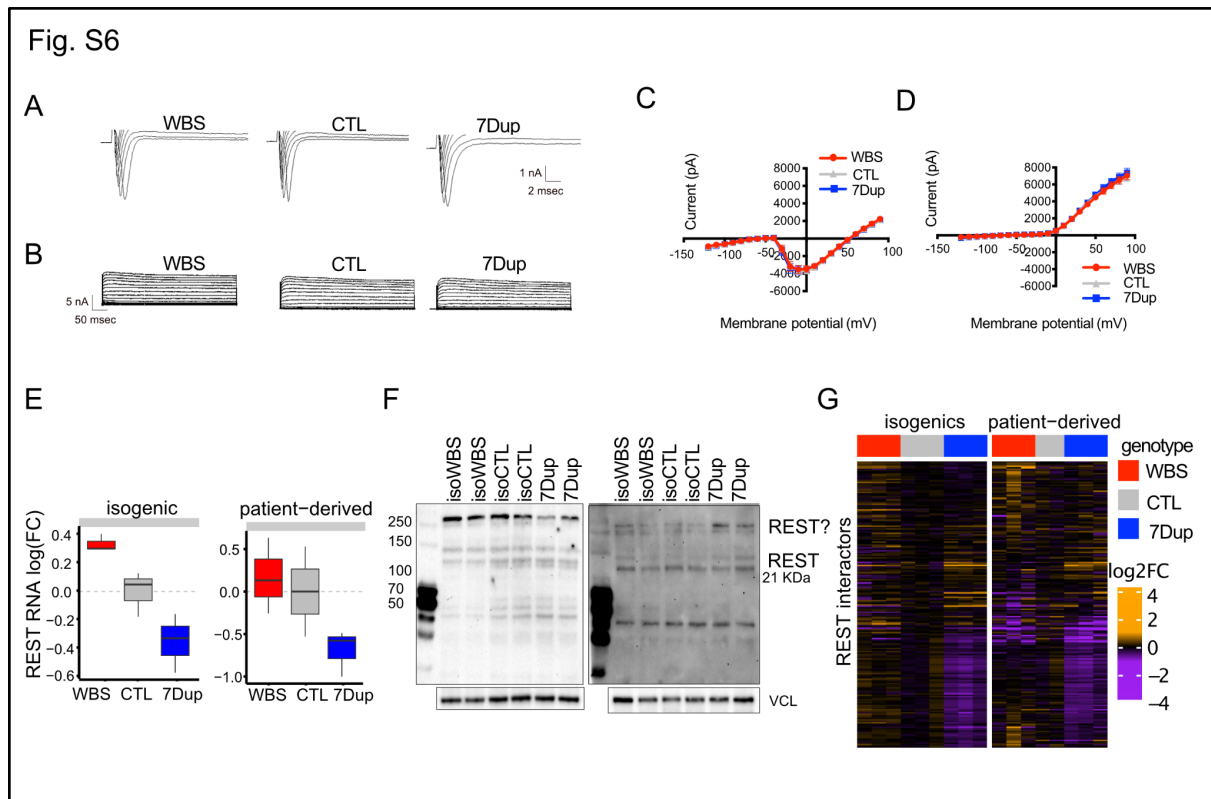 Fig. S6
A
WBS
CTL
7Dup
1 nA
2 msec
B
WBS
CTL
7Dup
5 nA
50 msec
C
Current (pA)
8000
6000
4000
2000
0
-2000
-4000
-6000
-150
-100
-50
50
100
WBS
CTL
7Dup
Membrane potential (mV)
D
Current (pA)
8000
6000
4000
2000
0
-2000
-4000
-6000
-150
-100
-50
50
100
WBS
CTL
7Dup
Membrane potential (mV)
E
isogenic
patient-derived
REST RNA log(FC)
0.4
0.2
0.0
−0.2
−0.4
−0.6
WBS
CTL
7Dup
0.5
0.0
−0.5
−1.0
WBS
CTL
7Dup
F
isoWBS
isoWBS
isoCTL
isoCTL
7Dup
7Dup
isoWBS
isoWBS
isoCTL
isoCTL
7Dup
7Dup
250
150
100
70
50
REST?
REST
21 KDa
VCL
G
isogenics
patient−derived
REST interactors
genotype
WBS
CTL
7Dup
log2FC
4
2
0
−2
−4